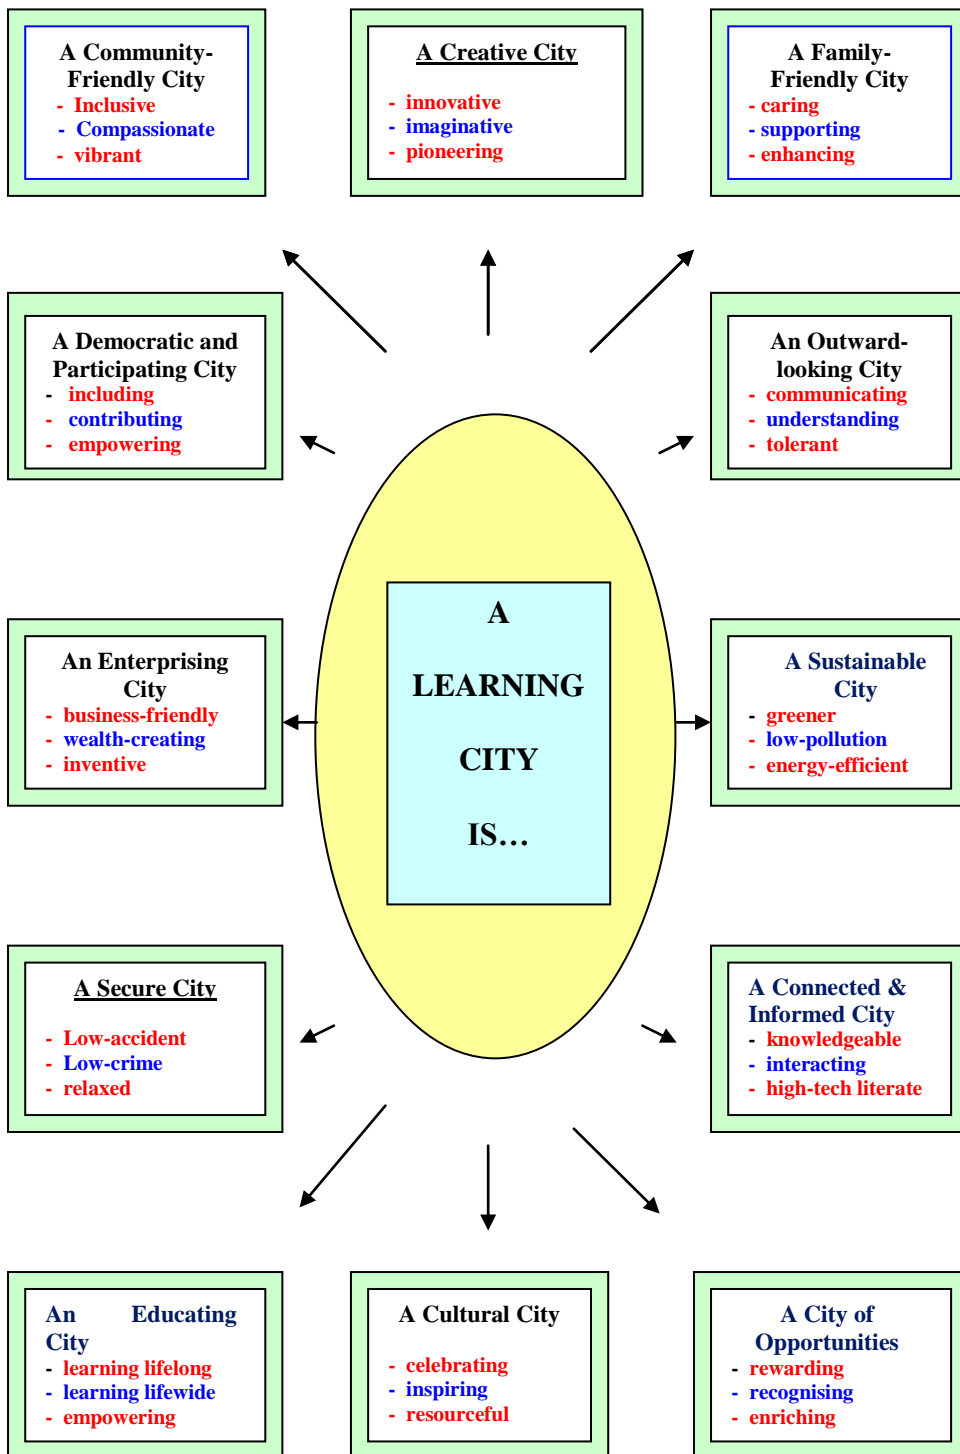 A Community-
Friendly City
- Inclusive
- Compassionate
- vibrant
A Creative City
- innovative
- imaginative
- pioneering
A Family-
Friendly City
- caring
- supporting
- enhancing
A Democratic and
Participating City
- including
- contributing
- empowering
An Outward-
looking City
- communicating
- understanding
- tolerant
A
LEARNING
CITY
IS…
An Enterprising
City
- business-friendly
- wealth-creating
- inventive
A Sustainable
City
- greener
- low-pollution
- energy-efficient
A Secure City
- Low-accident
- Low-crime
- relaxed
A Connected &
Informed City
- knowledgeable
- interacting
- high-tech literate
An Educating
City
- learning lifelong
- learning lifewide
- empowering
A Cultural City
- celebrating
- inspiring
- resourceful
A City of
Opportunities
- rewarding
- recognising
- enriching